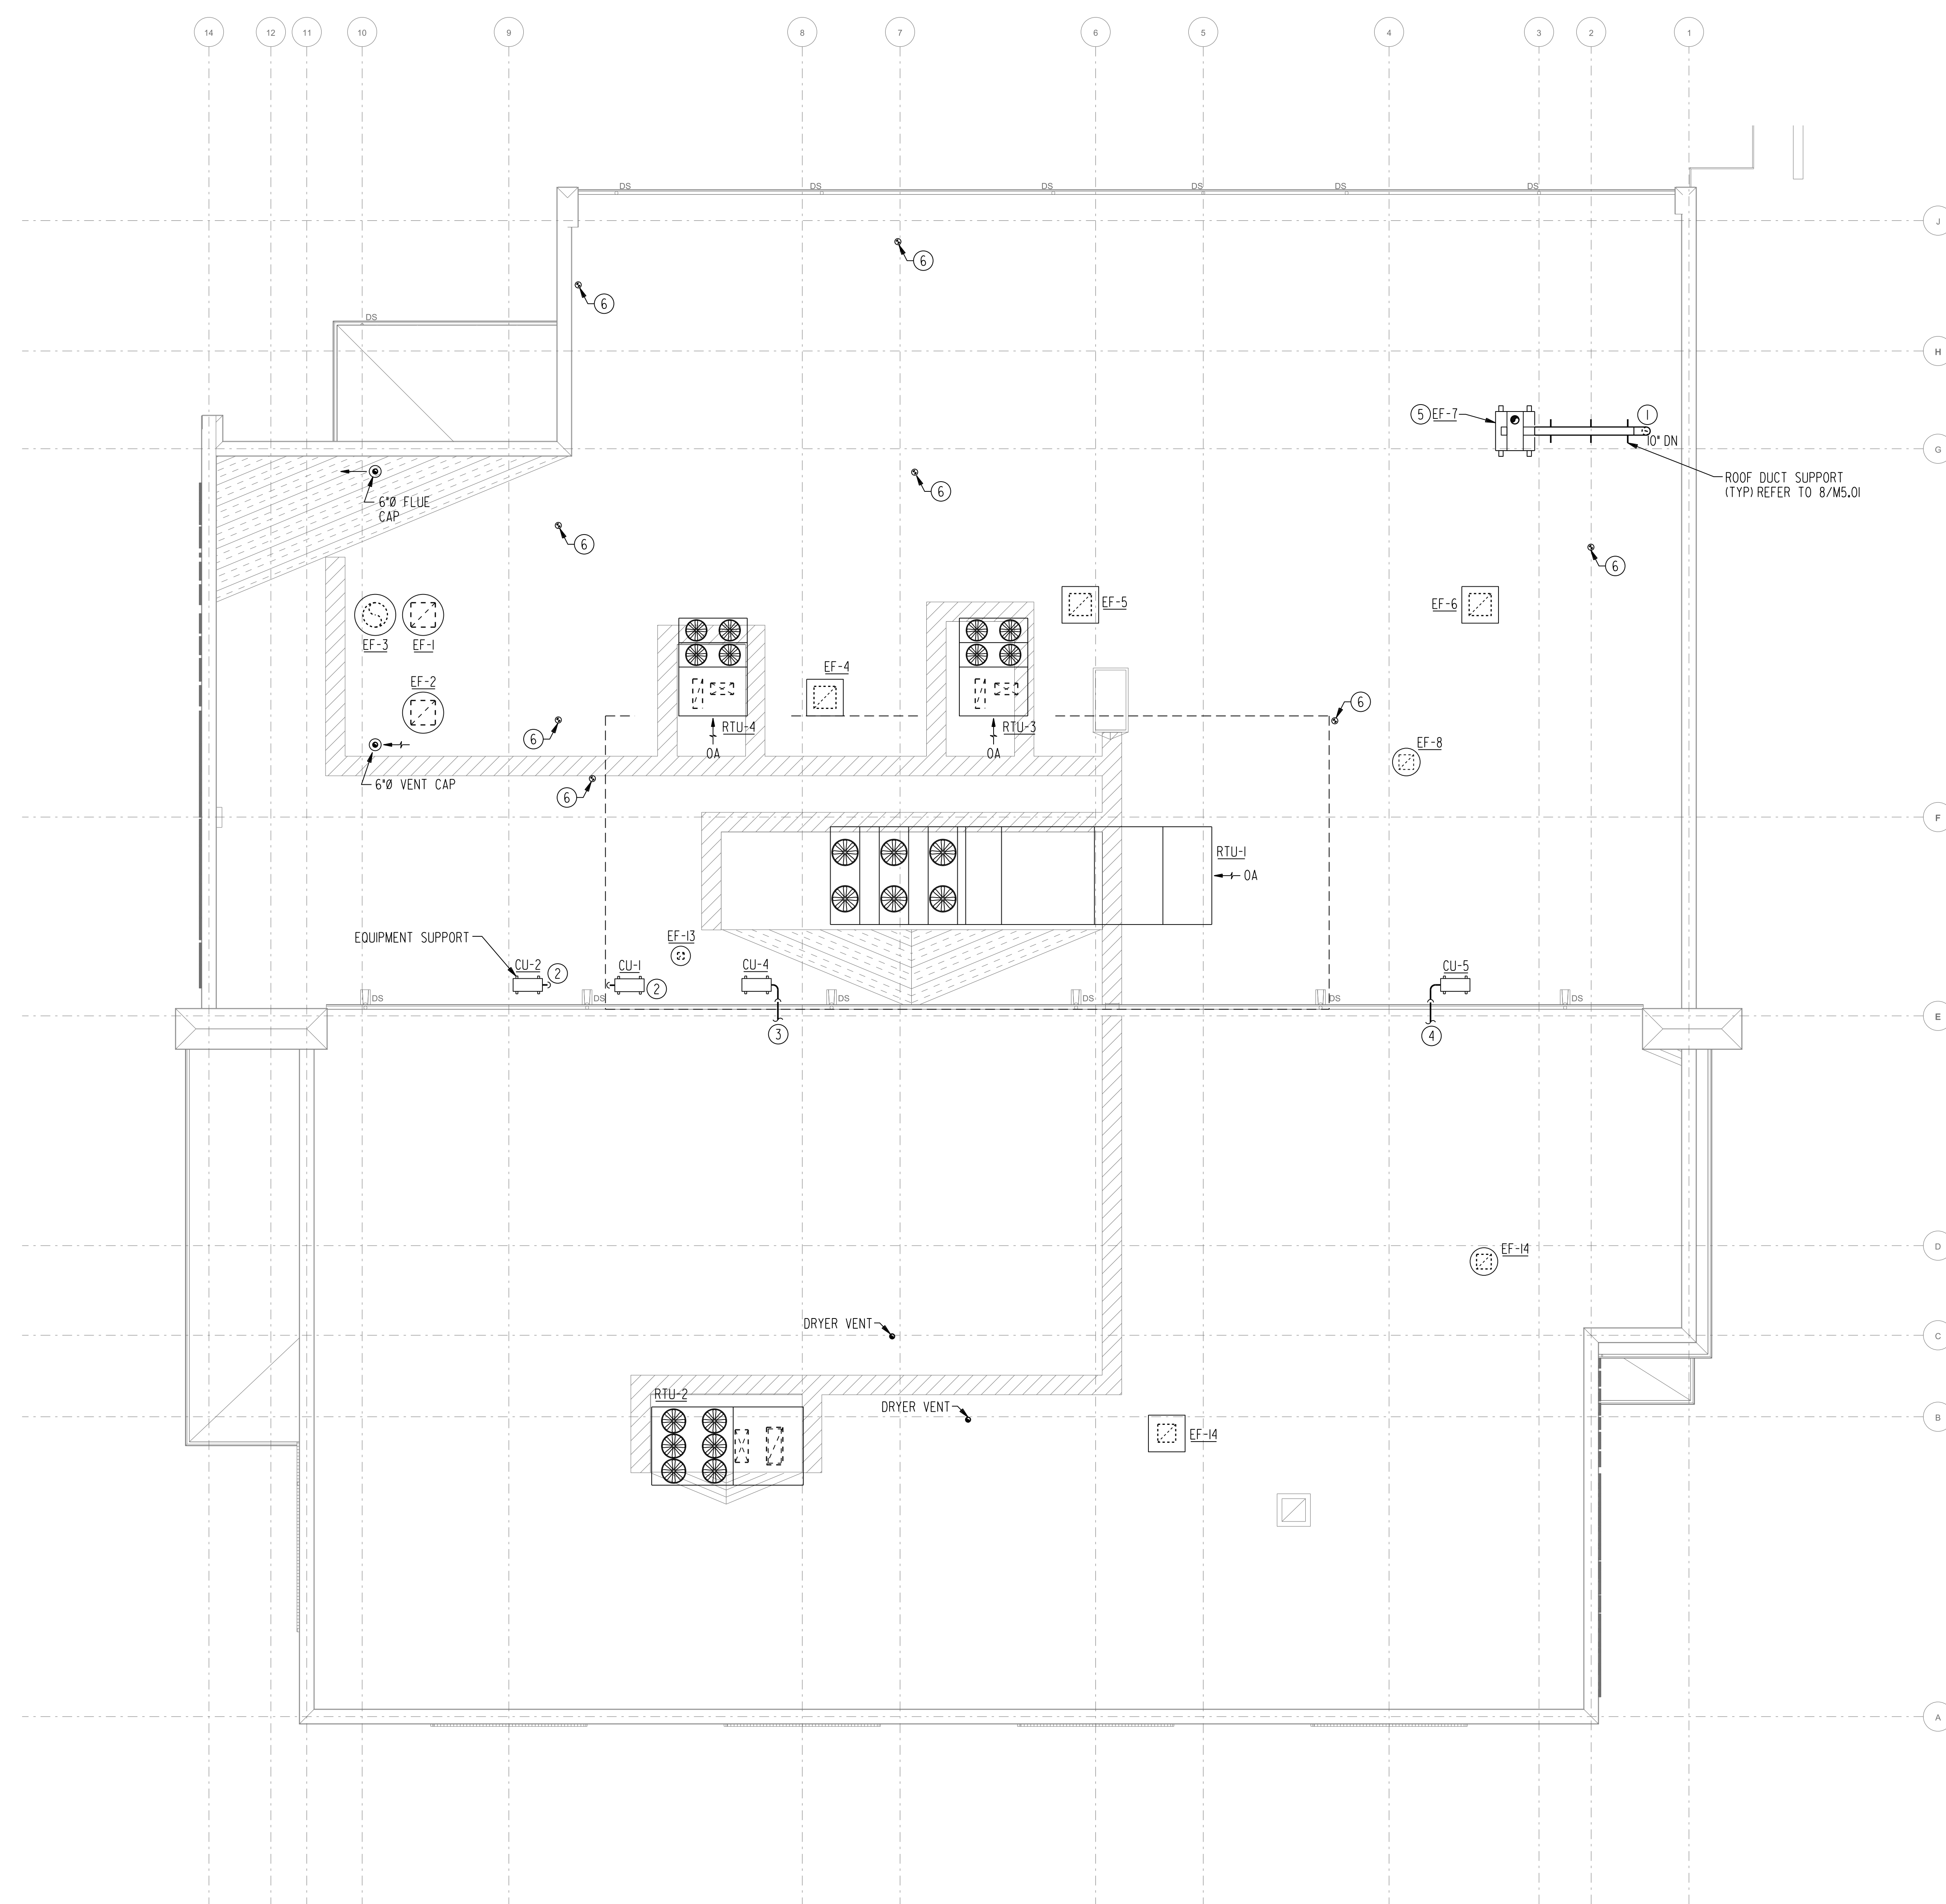 14 12 11 10 9 8 7 6 5 4 3 2 1
DS DS DS DS DS DS
J
6
6
DS
H
5 EF-7
1
10" DN
G
ROOF DUCT SUPPORT
(TYP) REFER TO 8/M5.01
6"Ø FLUE
CAP
6
6
6
EF-5
EF-6
EF-3 EF-1
EF-4
EF-2
6
RTU-4
RTU-3
6
OA
OA
EF-8
6"Ø VENT CAP
6
F
RTU-1
OA
EQUIPMENT SUPPORT
EF-13
CU-2
2
CU-1
2
CU-4
CU-5
DS DS DS DS DS DS
E
3
4
D
EF-14
DRYER VENT
C
RTU-2
DRYER VENT
B
EF-14
A